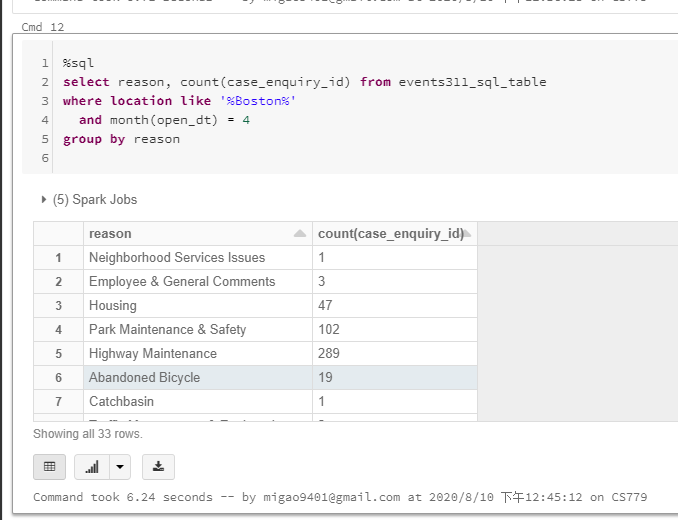 Cmd 12
1 %sql
2 select reason, count(case_enquiry_id) from events311_sql_table
3 where location like '%Boston%'
4 and month(open_dt) = 4
5 group by reason
6
(5) Spark Jobs
reason count(case_enquiry_id)
1 Neighborhood Services Issues 1
2 Employee & General Comments 3
3 Housing 47
4 Park Maintenance & Safety 102
5 Highway Maintenance 289
6 Abandoned Bicycle 19
7 Catchbasin 1
Showing all 33 rows.
Command took 6.24 seconds -- by migao9401@gmail.com at 2020/8/10 下午12:45:12 on CS779